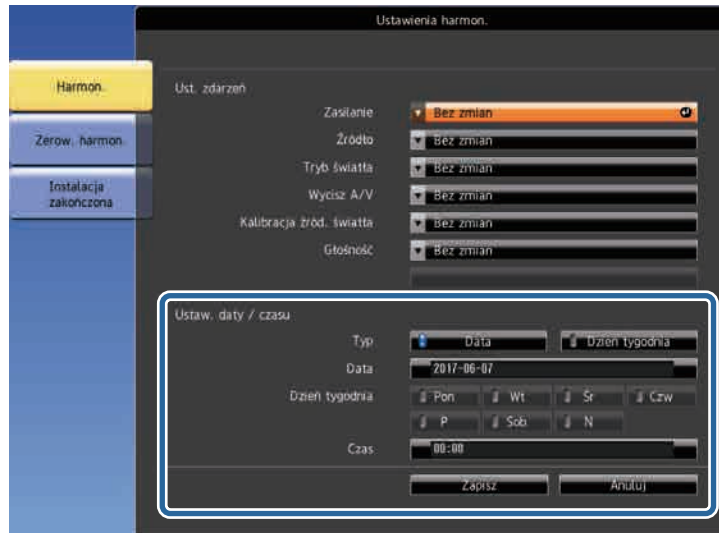 Ustawienia harmon.
Harmon.
Zerow. harmon.
Instalacja
zakończona
Ust. zdarzeń
Zasilanie Bez zmian
Źródło Bez zmian
Tryb światła Bez zmian
Wycisz A/V Bez zmian
Kalibracja źród. światła Bez zmian
Głośność Bez zmian
Ustaw. daty / czasu
Typ Data Dzień tygodnia
Data 2017-06-07
Dzień tygodnia Pon Wt Śr Czw
P Sob N
Czas 00:00
Zapisz Anuluj